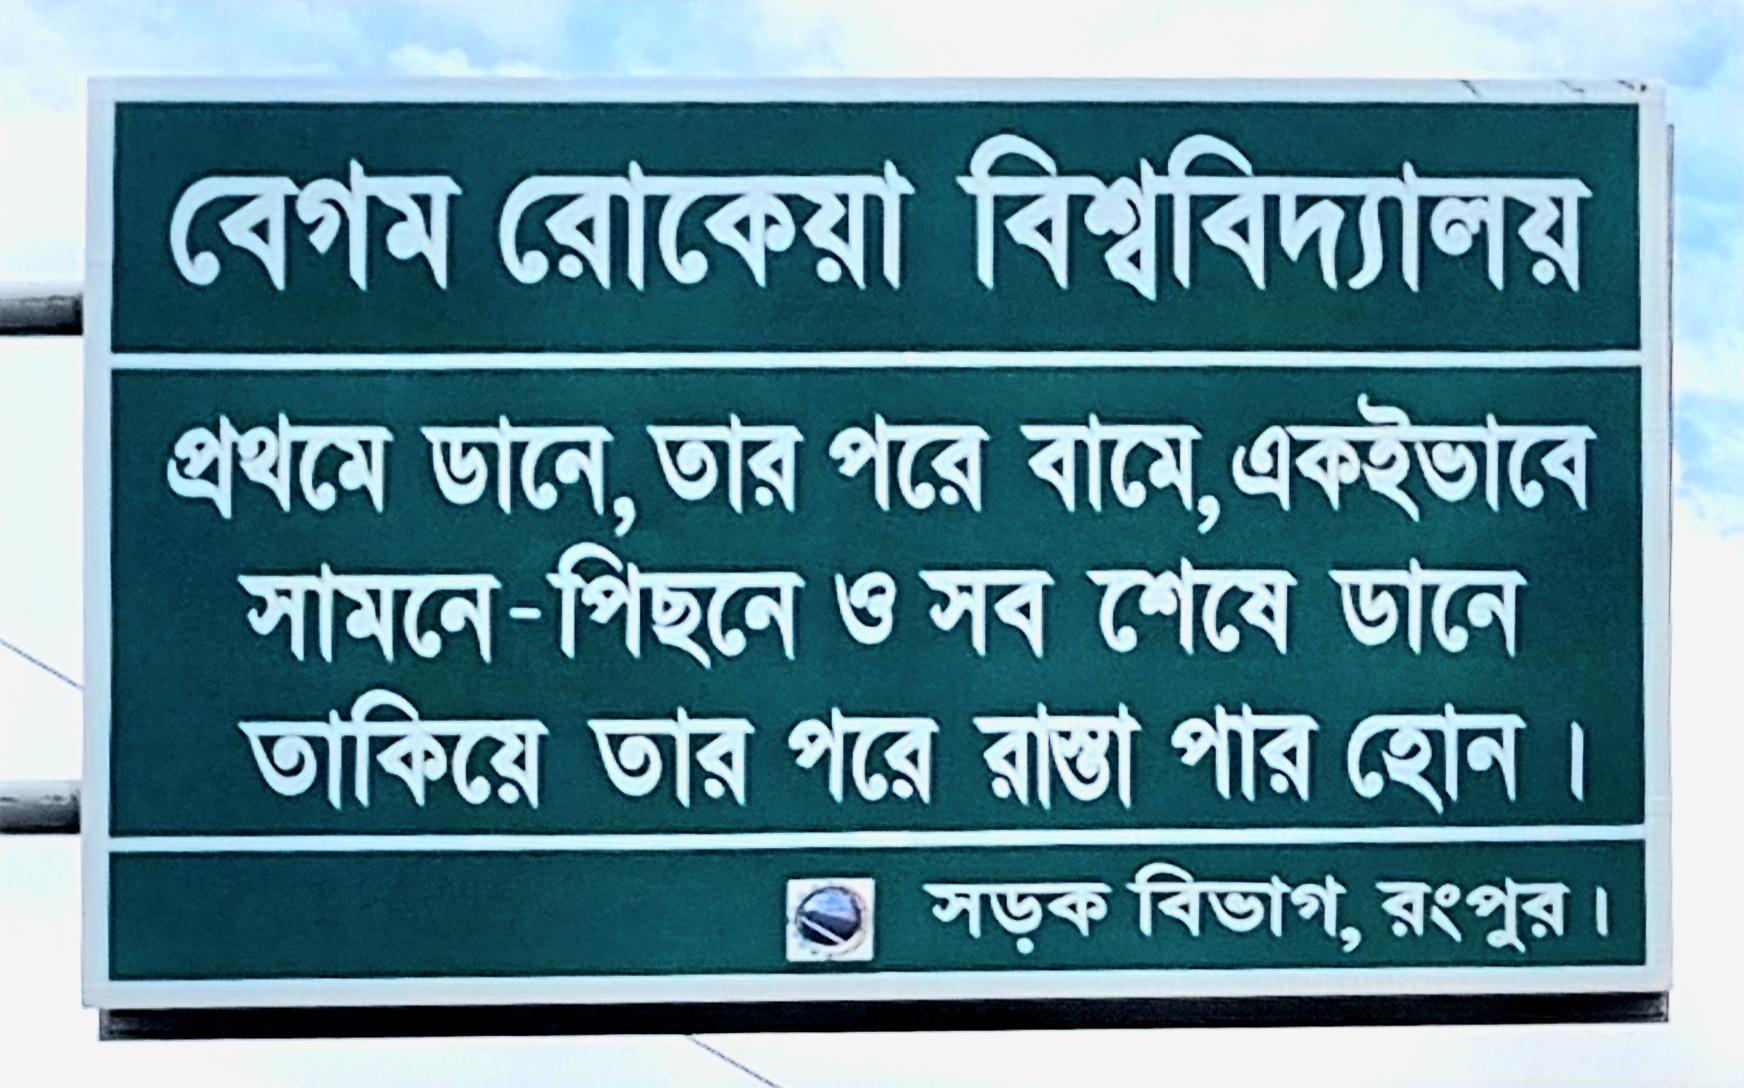 বেগম রোকেয়া বিশ্ববিদ্যালয়
প্রথমে ডানে, তার পরে বামে, একইভাবে
সামনে-পিছনে ও সব শেষে ডানে
তাকিয়ে তার পরে রাস্তা পার হোন ।
সড়ক বিভাগ, রংপুর ।